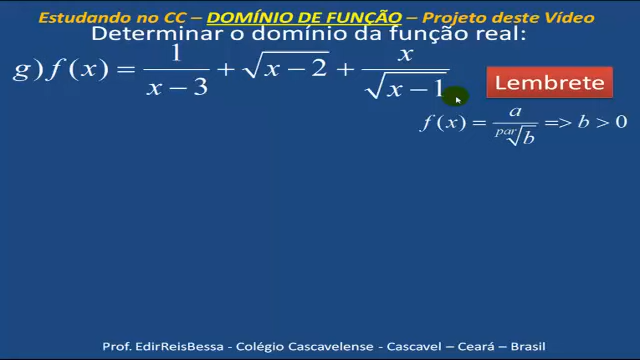 Estudando no CC – DOMÍNIO DE FUNÇÃO – Projeto deste Vídeo
Determinar o domínio da função real:
g) f(x) = 1/(x − 3) + √(x − 2) + x/√(x − 1)
Lembrete
f(x) = a/ᵖᵃʳ√b => b > 0
Prof. EdirReisBessa - Colégio Cascavelense - Cascavel – Ceará – Brasil